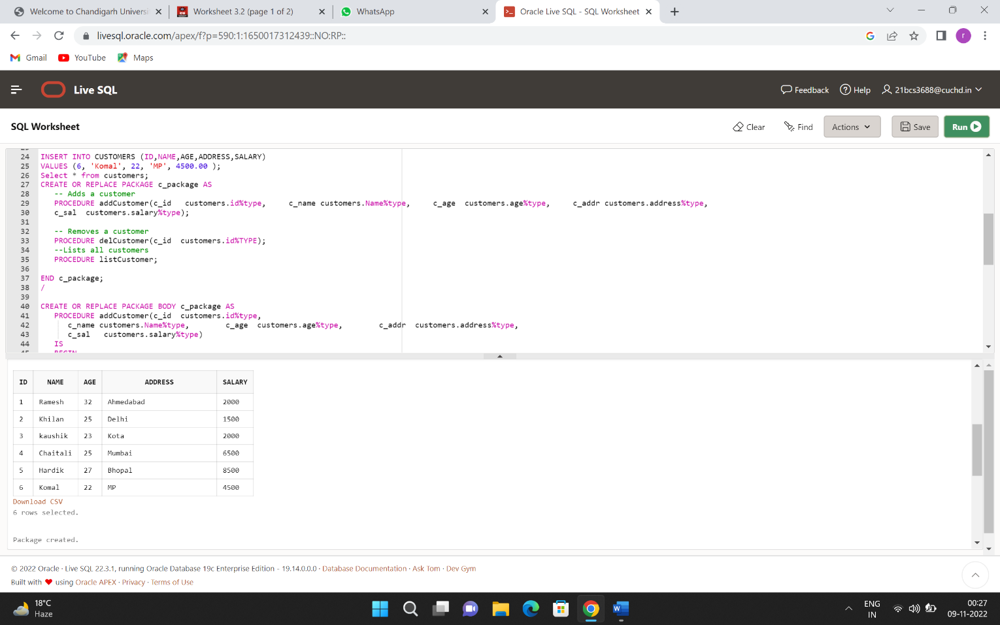 Welcome to Chandigarh Universi
Worksheet 3.2 (page 1 of 2)
WhatsApp
Oracle Live SQL - SQL Worksheet
livesql.oracle.com/apex/f?p=590:1:1650017312439::NO:RP::
r
Gmail
YouTube
Maps
Live SQL
Feedback
Help
21bcs3688@cuchd.in
SQL Worksheet
Clear
Find
Actions
Save
Run
24 INSERT INTO CUSTOMERS (ID,NAME,AGE,ADDRESS,SALARY)
25 VALUES (6, 'Komal', 22, 'MP', 4500.00 );
26 Select * from customers;
27 CREATE OR REPLACE PACKAGE c_package AS
28 -- Adds a customer
29 PROCEDURE addCustomer(c_id customers.id%type, c_name customers.Name%type, c_age customers.age%type, c_addr customers.address%type,
30 c_sal customers.salary%type);
31
32 -- Removes a customer
33 PROCEDURE delCustomer(c_id customers.id%TYPE);
34 --Lists all customers
35 PROCEDURE listCustomer;
36
37 END c_package;
38 /
39
40 CREATE OR REPLACE PACKAGE BODY c_package AS
41 PROCEDURE addCustomer(c_id customers.id%type,
42 c_name customers.Name%type, c_age customers.age%type, c_addr customers.address%type,
43 c_sal customers.salary%type)
44 IS
45 BEGIN
ID NAME AGE ADDRESS SALARY
1 Ramesh 32 Ahmedabad 2000
2 Khilan 25 Delhi 1500
3 kaushik 23 Kota 2000
4 Chaitali 25 Mumbai 6500
5 Hardik 27 Bhopal 8500
6 Komal 22 MP 4500
Download CSV
6 rows selected.
Package created.
© 2022 Oracle · Live SQL 22.3.1, running Oracle Database 19c Enterprise Edition - 19.14.0.0.0 · Database Documentation · Ask Tom · Dev Gym
Built with ❤ using Oracle APEX · Privacy · Terms of Use
18°C
Haze
ENG
IN
00:27
09-11-2022